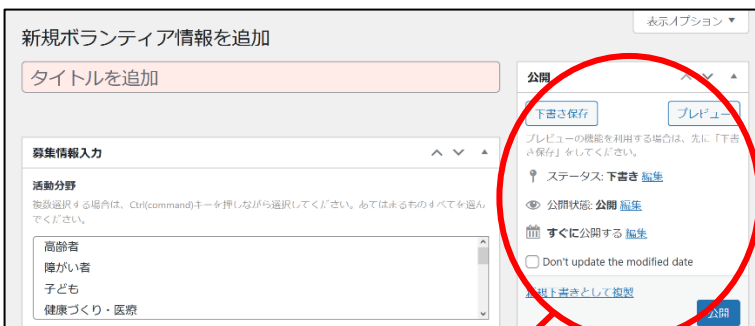 表示オプション ▼
新規ボランティア情報を追加
タイトルを追加
募集情報入力
活動分野
複数選択する場合は、Ctrl(command)キーを押しながら選択してください。あてはまるものすべてを選んでください。
高齢者
障がい者
子ども
健康づくり・医療
公開
下書き保存
プレビュー
プレビューの機能を利用する場合は、先に「下書き保存」をしてください。
ステータス: 下書き 編集
公開状態: 公開 編集
すぐに公開する 編集
Don't update the modified date
新規下書きとして複製
公開